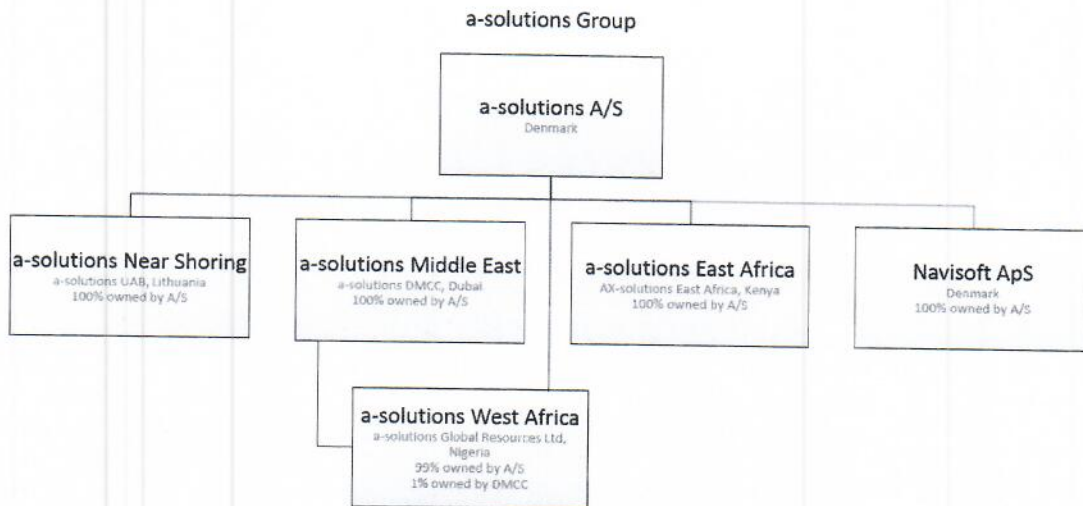 a-solutions Group
a-solutions A/S
Denmark
a-solutions Near Shoring
a-solutions UAB, Lithuania
100% owned by A/S
a-solutions Middle East
a-solutions DMCC, Dubai
100% owned by A/S
a-solutions East Africa
AX-solutions East Africa, Kenya
100% owned by A/S
Navisoft ApS
Denmark
100% owned by A/S
a-solutions West Africa
a-solutions Global Resources Ltd,
Nigeria
99% owned by A/S
1% owned by DMCC